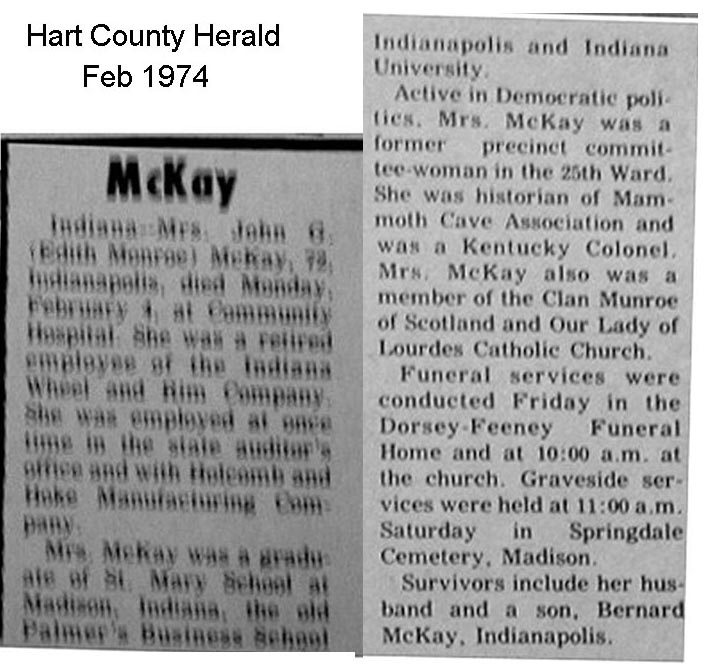 Hart County Herald
Feb 1974
McKay
Indiana—Mrs. John G.
(Edith Monroe) McKay, 72,
Indianapolis, died Monday,
February 4, at Community
Hospital. She was a retired
employee of the Indiana
Wheel and Rim Company.
She was employed at once
time in the state auditor's
office and with Holcomb and
Hoke Manufacturing Com-
pany.
Mrs. McKay was a gradu-
ate of St. Mary School at
Madison, Indiana, the old
Palmer's Business School
Indianapolis and Indiana
University.
Active in Democratic poli-
tics, Mrs. McKay was a
former precinct commit-
tee-woman in the 25th Ward.
She was historian of Mam-
moth Cave Association and
was a Kentucky Colonel.
Mrs. McKay also was a
member of the Clan Munroe
of Scotland and Our Lady of
Lourdes Catholic Church.
Funeral services were
conducted Friday in the
Dorsey-Feeney Funeral
Home and at 10:00 a.m. at
the church. Graveside ser-
vices were held at 11:00 a.m.
Saturday in Springdale
Cemetery, Madison.
Survivors include her hus-
band and a son, Bernard
McKay, Indianapolis.